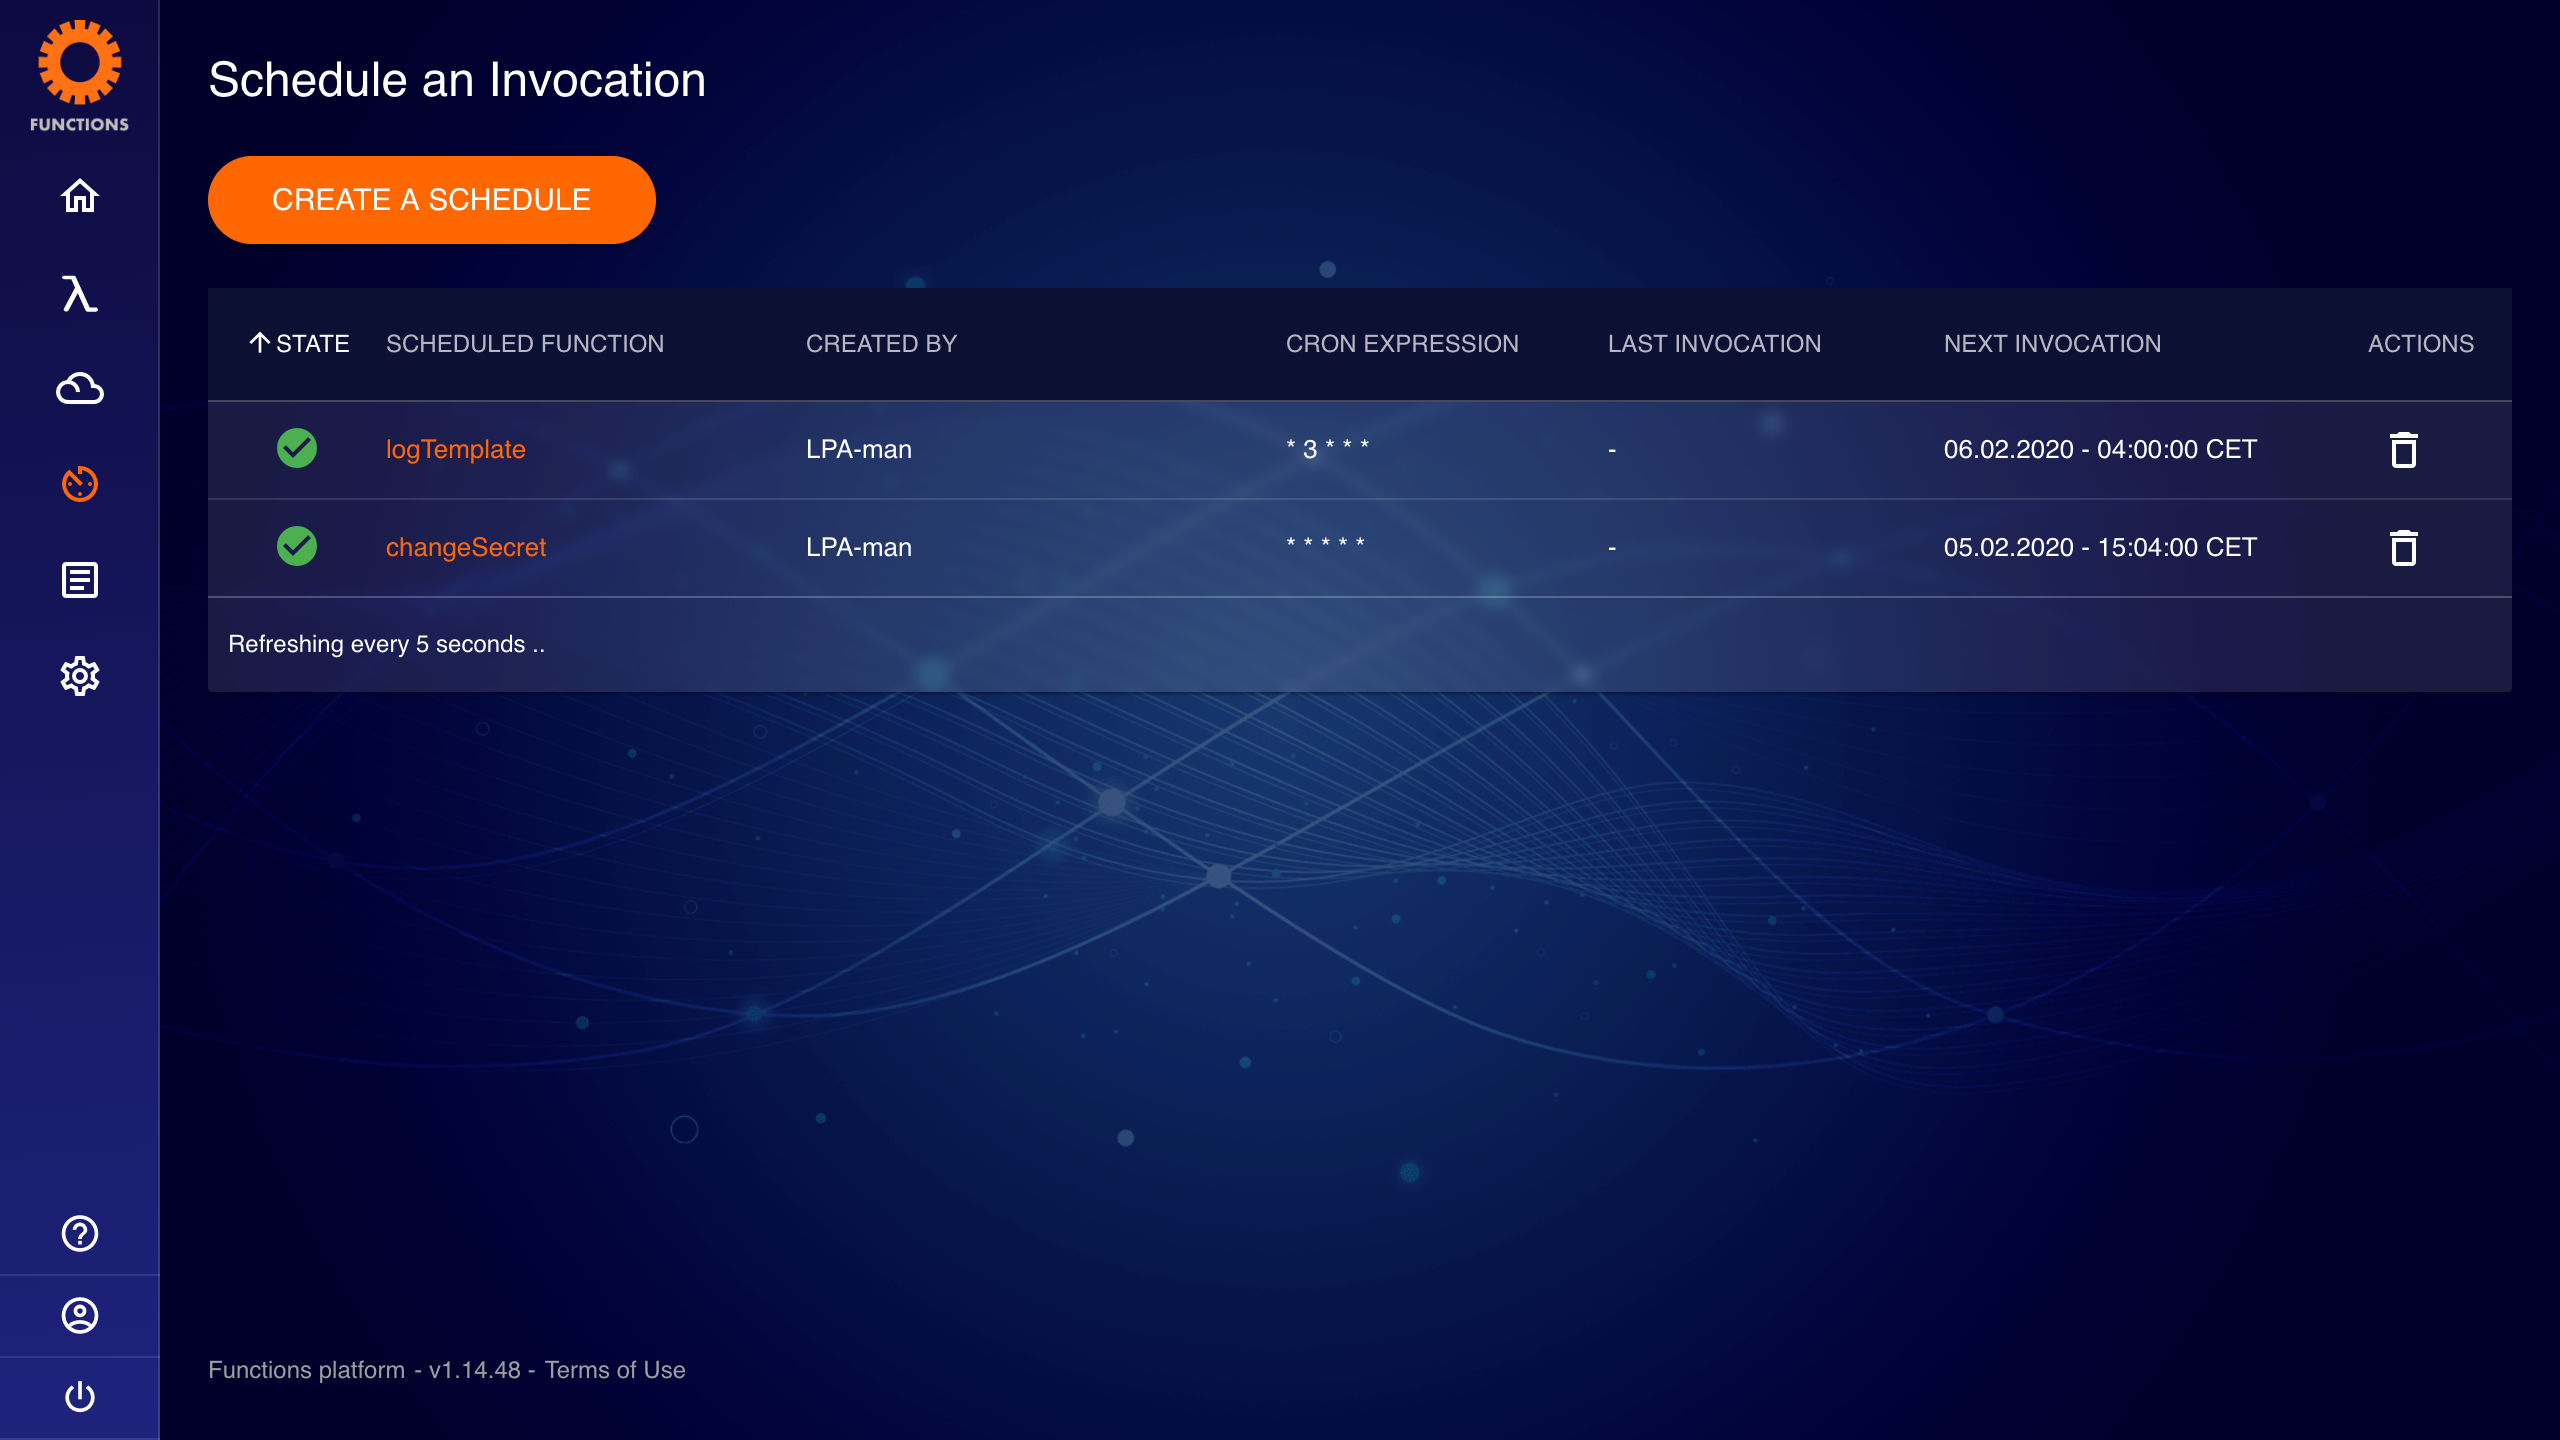 FUNCTIONS
Schedule an Invocation
CREATE A SCHEDULE
STATE SCHEDULED FUNCTION CREATED BY CRON EXPRESSION LAST INVOCATION NEXT INVOCATION ACTIONS
logTemplate LPA-man * 3 * * * - 06.02.2020 - 04:00:00 CET
changeSecret LPA-man * * * * * - 05.02.2020 - 15:04:00 CET
Refreshing every 5 seconds ..
Functions platform - v1.14.48 - Terms of Use